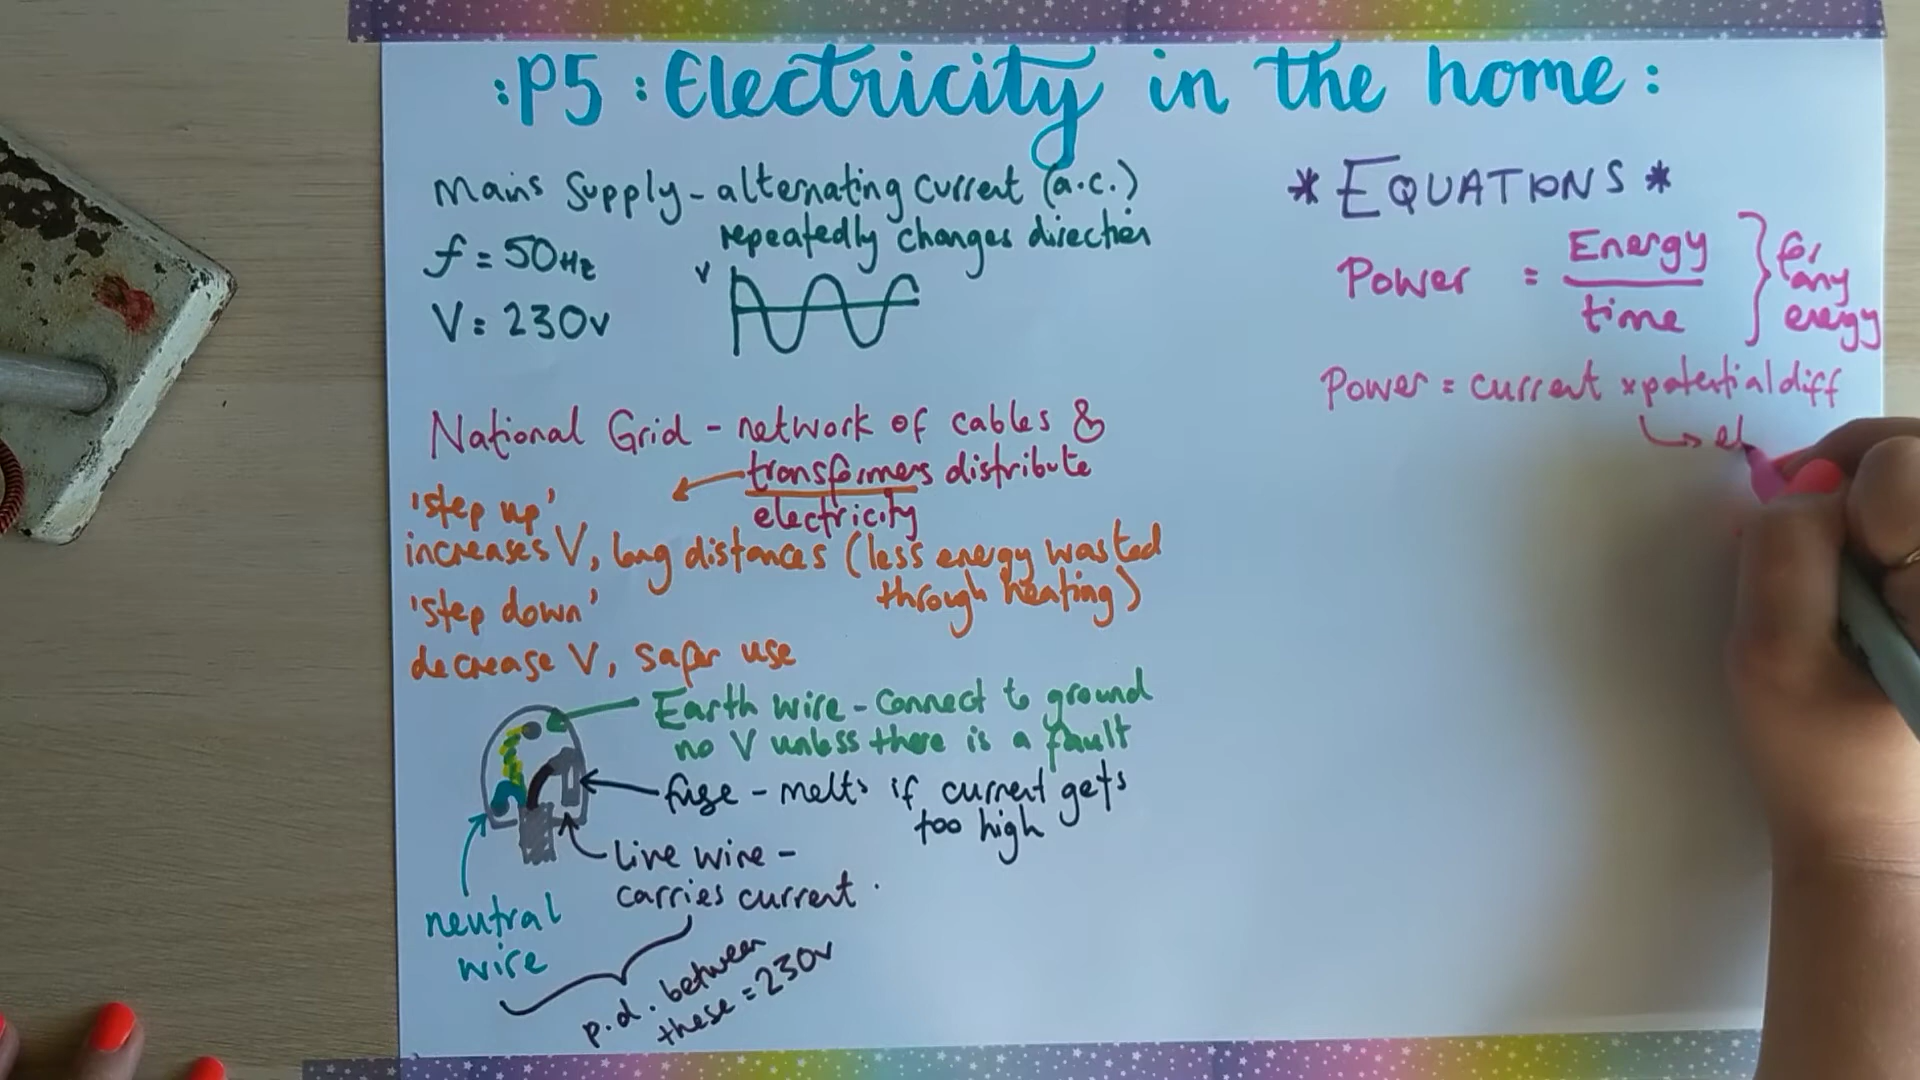 :P5: Electricity in the home:
Mains Supply - alternating current (a.c.)
repeatedly changes direction
f = 50Hz
V = 230v
V
National Grid - network of cables &
transformers distribute
electricity
'step up'
increases V, long distances (less energy wasted
through heating)
'step down'
decrease V, safer use
Earth wire - connect to ground
no V unless there is a fault
fuse - melts if current gets
too high
Live wire -
carries current.
neutral
wire
p.d. between
these = 230v
* EQUATIONS *
Power = Energy
time
for
any
energy
Power = current x potential diff
el